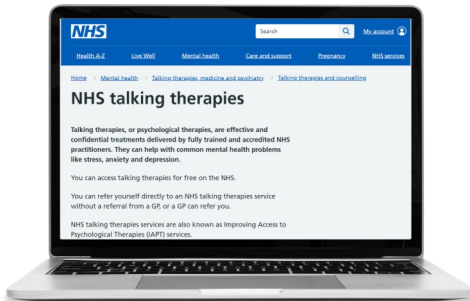 NHS
Search
My account
Health A-Z Live Well Mental health Care and support Pregnancy NHS services
Home Mental health Talking therapies, medicine and psychiatry Talking therapies and counselling
NHS talking therapies
Talking therapies, or psychological therapies, are effective and
confidential treatments delivered by fully trained and accredited NHS
practitioners. They can help with common mental health problems
like stress, anxiety and depression.
You can access talking therapies for free on the NHS.
You can refer yourself directly to an NHS talking therapies service
without a referral from a GP, or a GP can refer you.
NHS talking therapies services are also known as Improving Access to
Psychological Therapies (IAPT) services.